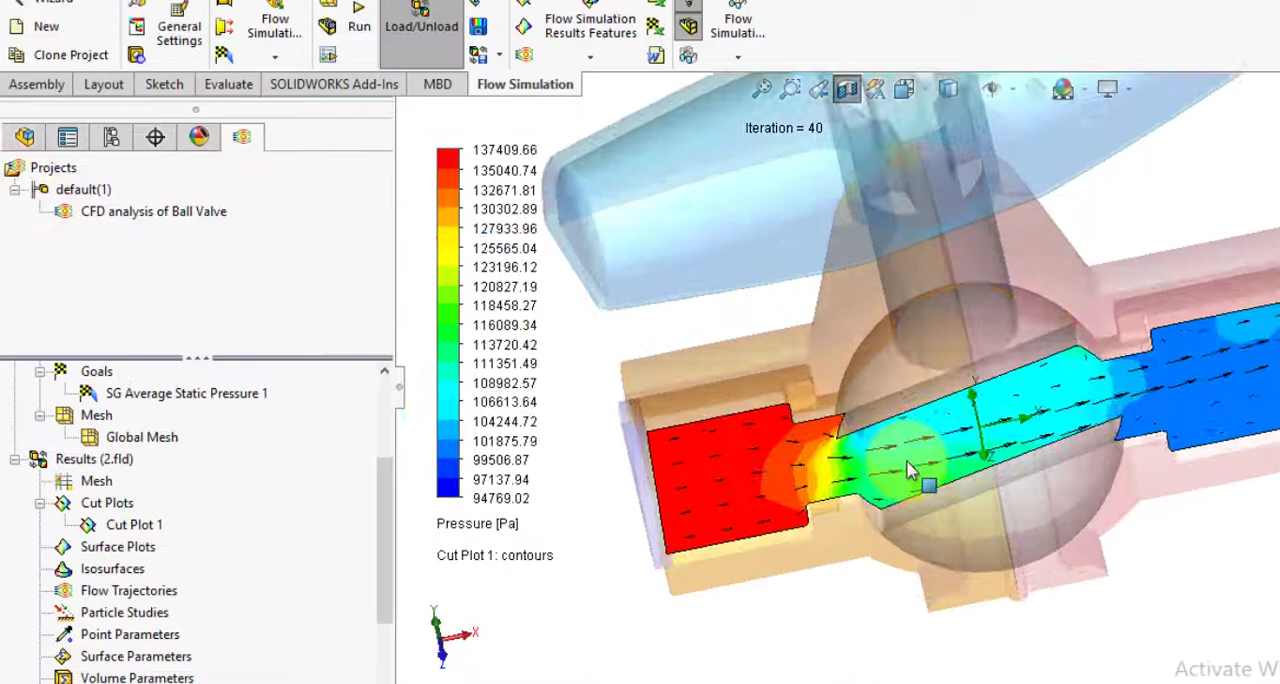 Wizard
New
Clone Project
General
Settings
Flow
Simulati...
Run
Load/Unload
Flow Simulation
Results Features
Flow
Simulati...
Assembly
Layout
Sketch
Evaluate
SOLIDWORKS Add-Ins
MBD
Flow Simulation
Projects
default(1)
CFD analysis of Ball Valve
Goals
SG Average Static Pressure 1
Mesh
Global Mesh
Results (2.fld)
Mesh
Cut Plots
Cut Plot 1
Surface Plots
Isosurfaces
Flow Trajectories
Particle Studies
Point Parameters
Surface Parameters
Volume Parameters
Iteration = 40
137409.66
135040.74
132671.81
130302.89
127933.96
125565.04
123196.12
120827.19
118458.27
116089.34
113720.42
111351.49
108982.57
106613.64
104244.72
101875.79
99506.87
97137.94
94769.02
Pressure [Pa]
Cut Plot 1: contours
Y
X
Z
Activate W